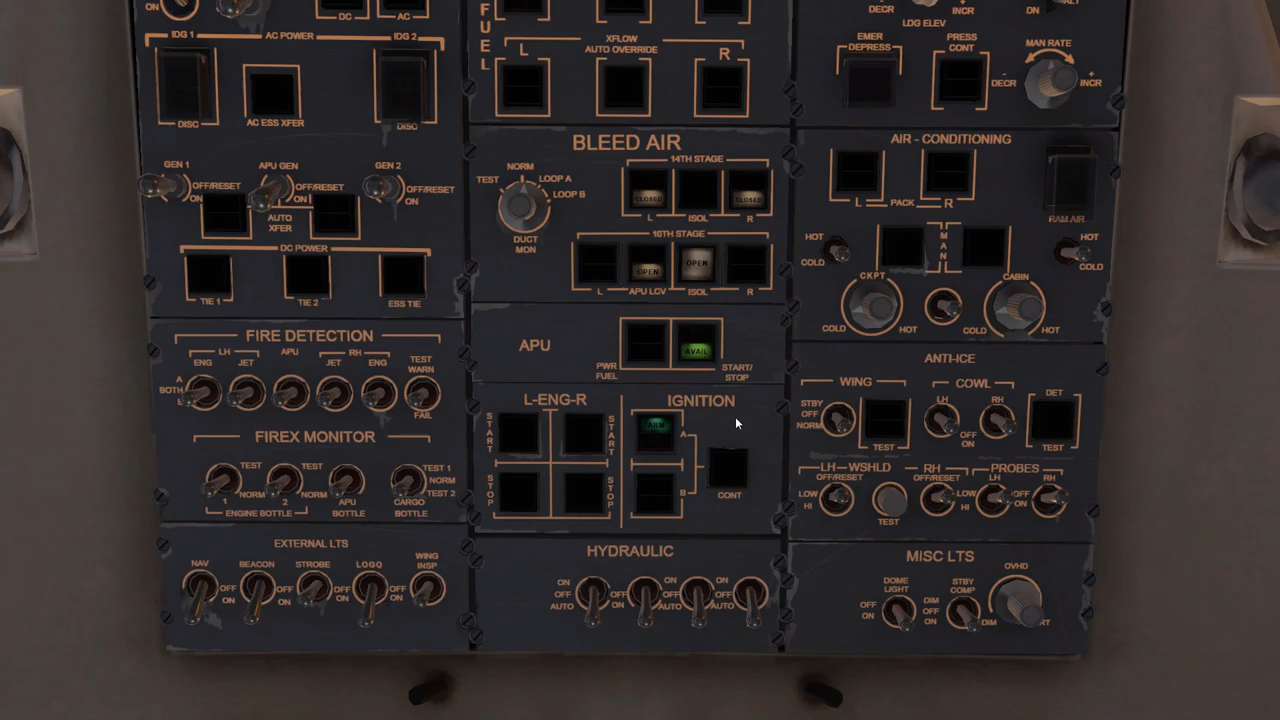 ON
DC
AC
IDG 1
AC POWER
IDG 2
DISC
AC ESS XFER
DISC
GEN 1
APU GEN
GEN 2
OFF/RESET
ON
OFF/RESET
ON
OFF/RESET
ON
AUTO
XFER
DC POWER
TIE 1
TIE 2
ESS TIE
FIRE DETECTION
LH
APU
RH
TEST
WARN
ENG
JET
JET
ENG
A
BOTH
FAIL
FIREX MONITOR
TEST
TEST
TEST 1
NORM
NORM
NORM
TEST 2
1
2
ENGINE BOTTLE
APU
BOTTLE
CARGO
BOTTLE
EXTERNAL LTS
NAV
BEACON
STROBE
LOGO
WING
INSP
OFF
ON
OFF
ON
OFF
ON
OFF
ON
FUEL
XFLOW
L
AUTO OVERRIDE
R
BLEED AIR
14TH STAGE
NORM
TEST
LOOP A
LOOP B
DUCT
MON
CLOSED
CLOSED
L
ISOL
R
10TH STAGE
OPEN
OPEN
L
APU LCV
ISOL
R
APU
AVAIL
PWR
FUEL
START/
STOP
L-ENG-R
IGNITION
START
START
ARM
A
STOP
STOP
B
CONT
HYDRAULIC
ON
OFF
AUTO
ON
OFF
AUTO
ON
OFF
AUTO
DECR
INCR
LDG ELEV
DN
ALT
EMER
DEPRESS
PRESS
CONT
MAN RATE
- DECR
+ INCR
AIR-CONDITIONING
L
PACK
R
RAM AIR
HOT
COLD
MAN
HOT
COLD
CKPT
CABIN
COLD
HOT
COLD
HOT
ANTI-ICE
WING
COWL
DET
STBY
OFF
NORM
LH
RH
OFF
ON
TEST
TEST
LH
WSHLD
RH
PROBES
OFF/RESET
OFF/RESET
LH
RH
LOW
HI
LOW
HI
OFF
ON
TEST
MISC LTS
OVHD
DOME
LIGHT
STBY
COMP
OFF
ON
DIM
OFF
ON
DIM